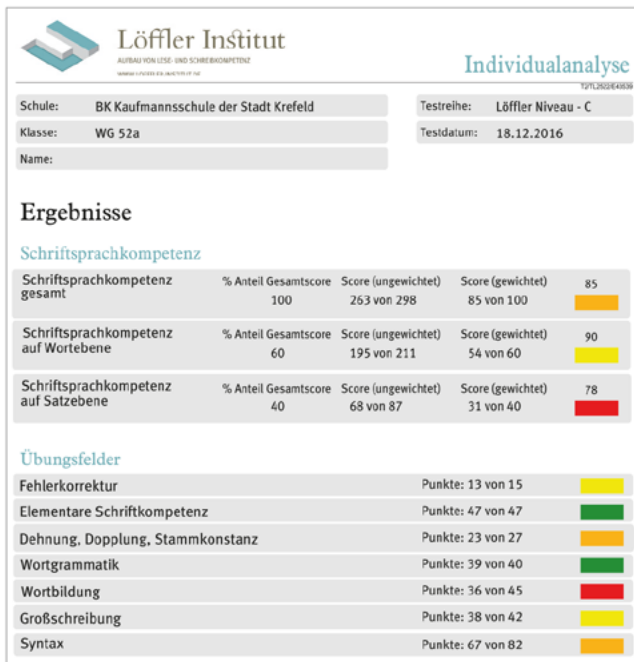 Löffler Institut
AUFBAU VON LESE- UND SCHREIBKOMPETENZ
Individualanalyse
Schule: BK Kaufmannsschule der Stadt Krefeld
Testreihe: Löffler Niveau - C
Klasse: WG 52a
Testdatum: 18.12.2016
Name:
Ergebnisse
Schriftsprachkompetenz
Schriftsprachkompetenz gesamt
% Anteil Gesamtscore Score (ungewichtet) Score (gewichtet) 85
100 263 von 298 85 von 100
Schriftsprachkompetenz auf Wortebene
% Anteil Gesamtscore Score (ungewichtet) Score (gewichtet) 90
60 195 von 211 54 von 60
Schriftsprachkompetenz auf Satzebene
% Anteil Gesamtscore Score (ungewichtet) Score (gewichtet) 78
40 68 von 87 31 von 40
Übungsfelder
Fehlerkorrektur Punkte: 13 von 15
Elementare Schriftkompetenz Punkte: 47 von 47
Dehnung, Dopplung, Stammkonstanz Punkte: 23 von 27
Wortgrammatik Punkte: 39 von 40
Wortbildung Punkte: 36 von 45
Großschreibung Punkte: 38 von 42
Syntax Punkte: 67 von 82